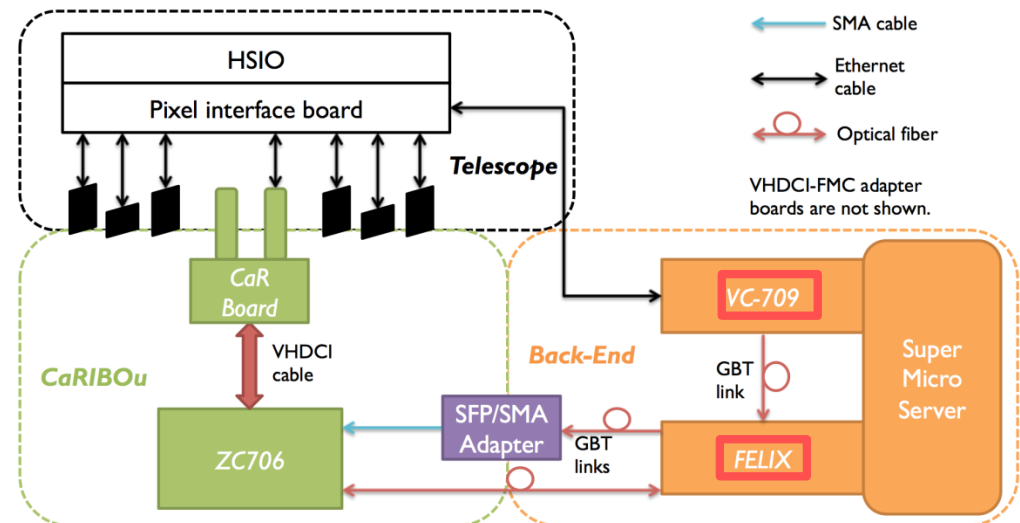 HSIO
Pixel interface board
Telescope
SMA cable
Ethernet
cable
Optical fiber
VHDCI-FMC adapter
boards are not shown.
CaR
Board
VHDCI
cable
CaRIBOu
ZC706
SFP/SMA
Adapter
Back-End
GBT
links
VC-709
GBT
link
FELIX
Super
Micro
Server